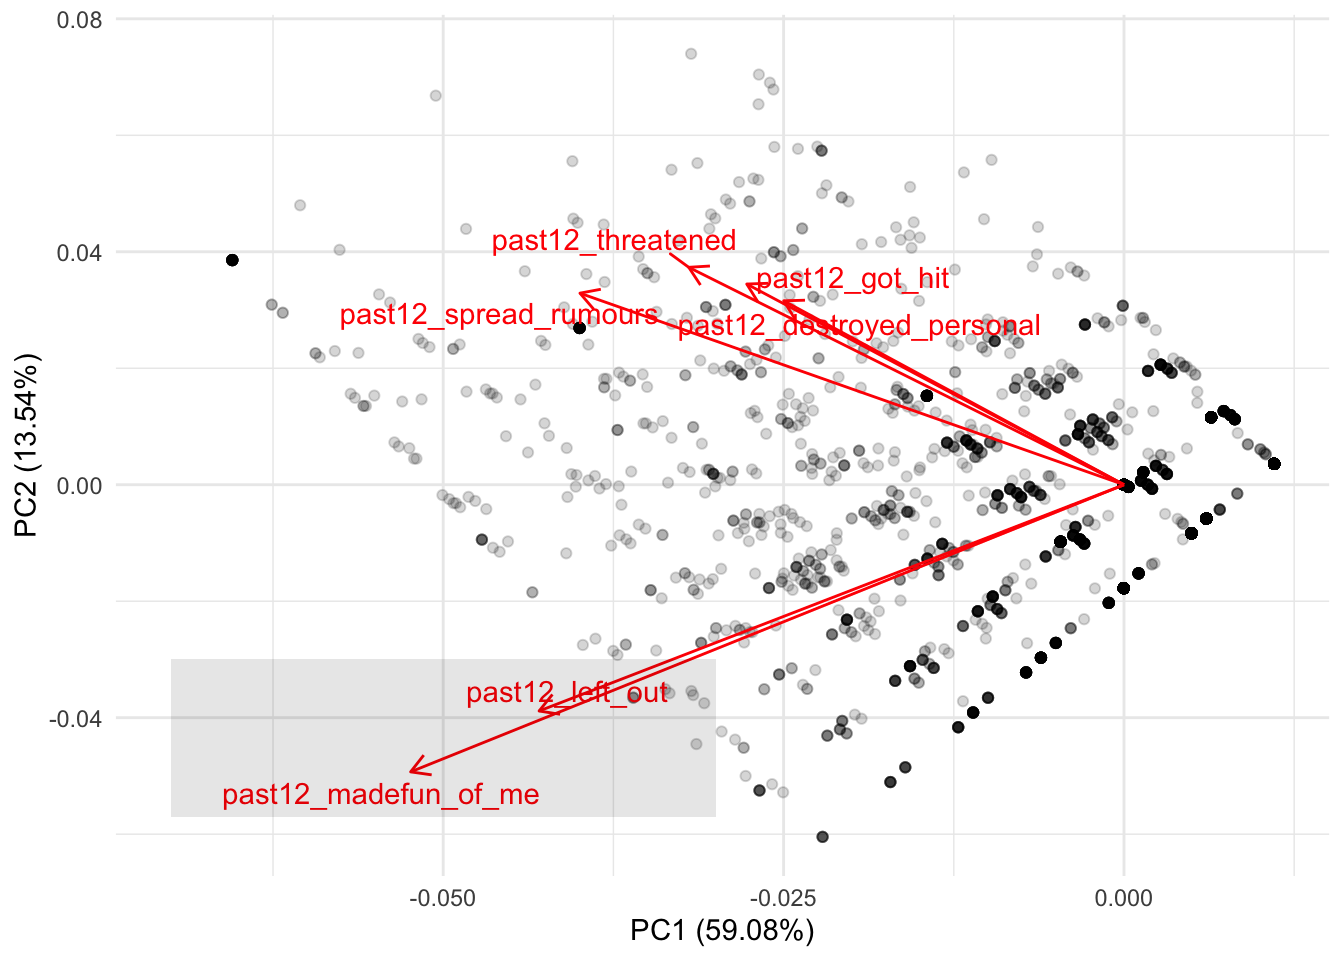 0.08
0.04
0.00
-0.04
PC2 (13.54%)
past12_threatened
past12_got_hit
past12_spread_rumours
past12_destroyed_personal
past12_left_out
past12_madefun_of_me
-0.050
-0.025
0.000
PC1 (59.08%)